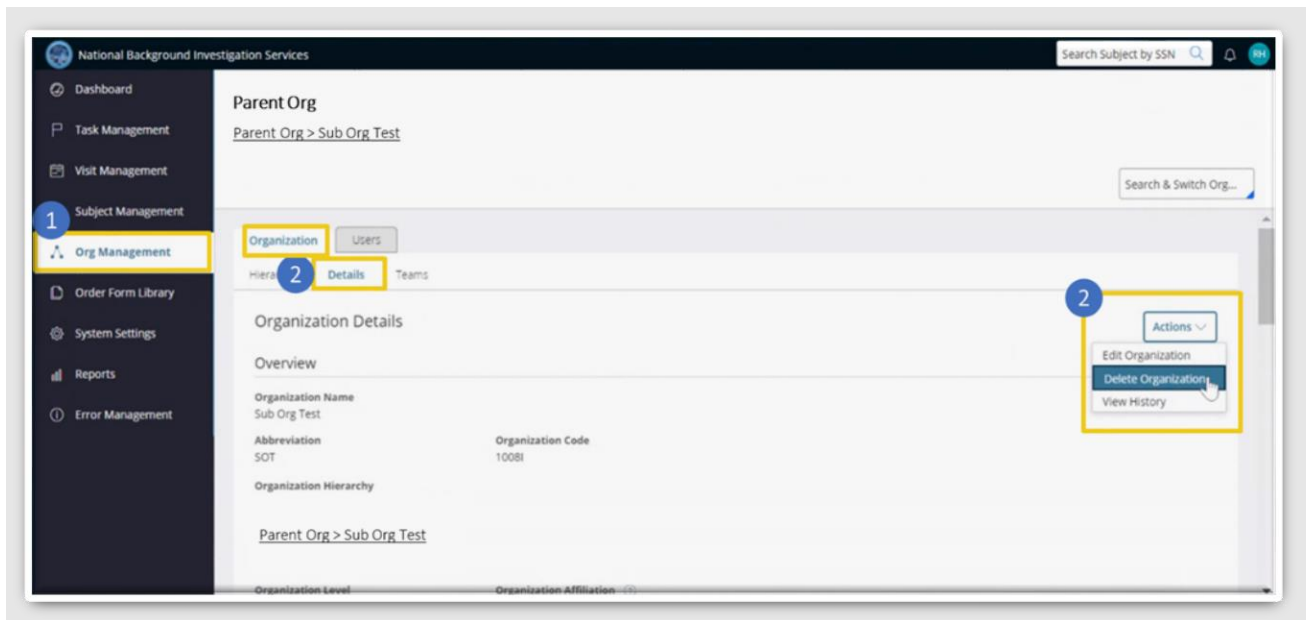 National Background Investigation Services
Search Subject by SSN
RH
Dashboard
Task Management
Visit Management
Subject Management
1
Org Management
Order Form Library
System Settings
Reports
Error Management
Parent Org
Parent Org > Sub Org Test
Search & Switch Org...
Organization Users
2 Details Teams
Organization Details
2
Actions
Edit Organization
Delete Organization
View History
Overview
Organization Name
Sub Org Test
Abbreviation Organization Code
SOT 1008I
Organization Hierarchy
Parent Org > Sub Org Test
Organization Level Organization Affiliation